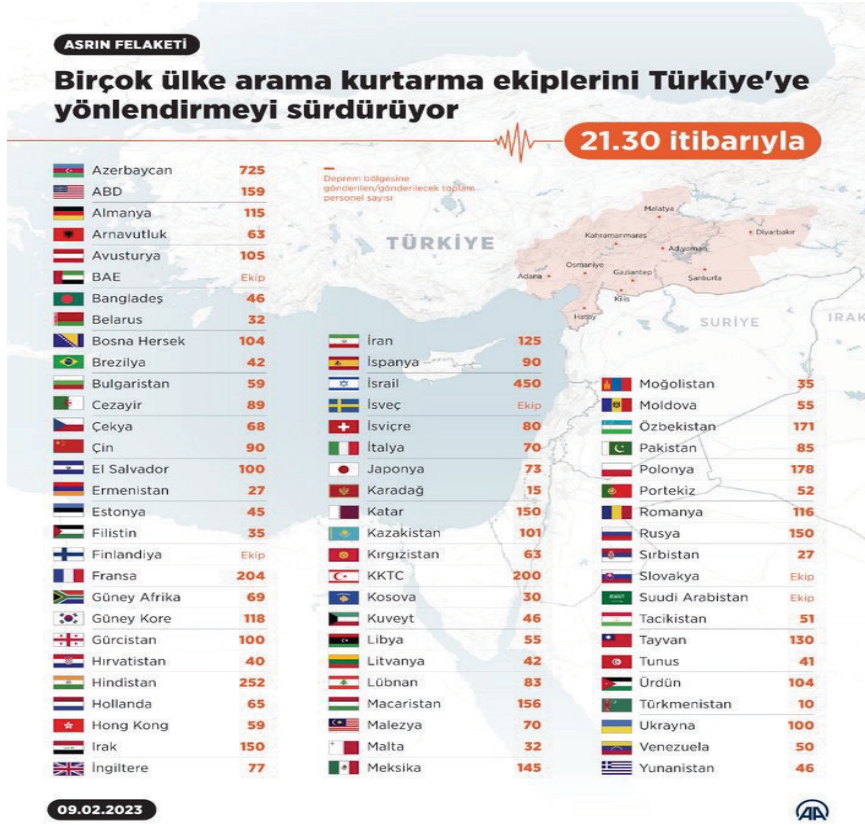 ASRIN FELAKETİ
Birçok ülke arama kurtarma ekiplerini Türkiye'ye
yönlendirmeyi sürdürüyor
21.30 itibarıyla
Deprem bölgesine
gönderilen/gönderilecek toplam
personel sayısı
Azerbaycan 725
ABD 159
Almanya 115
Arnavutluk 63
Avusturya 105
BAE Ekip
Bangladeş 46
Belarus 32
Bosna Hersek 104
Brezilya 42
Bulgaristan 59
Cezayir 89
Çekya 68
Çin 90
El Salvador 100
Ermenistan 27
Estonya 45
Filistin 35
Finlandiya Ekip
Fransa 204
Güney Afrika 69
Güney Kore 118
Gürcistan 100
Hırvatistan 40
Hindistan 252
Hollanda 65
Hong Kong 59
Irak 150
İngiltere 77
İran 125
İspanya 90
İsrail 450
İsveç Ekip
İsviçre 80
İtalya 70
Japonya 73
Karadağ 15
Katar 150
Kazakistan 101
Kırgızistan 63
KKTC 200
Kosova 30
Kuveyt 46
Libya 55
Litvanya 42
Lübnan 83
Macaristan 156
Malezya 70
Malta 32
Meksika 145
Moğolistan 35
Moldova 55
Özbekistan 171
Pakistan 85
Polonya 178
Portekiz 52
Romanya 116
Rusya 150
Sırbistan 27
Slovakya Ekip
Suudi Arabistan Ekip
Tacikistan 51
Tayvan 130
Tunus 41
Ürdün 104
Türkmenistan 10
Ukrayna 100
Venezuela 50
Yunanistan 46
TÜRKİYE
Malatya
Kahramanmaraş
Diyarbakır
Adıyaman
Osmaniye
Adana
Gaziantep
Şanlıurfa
Kilis
Hatay
SURİYE
IRAK
09.02.2023
AA